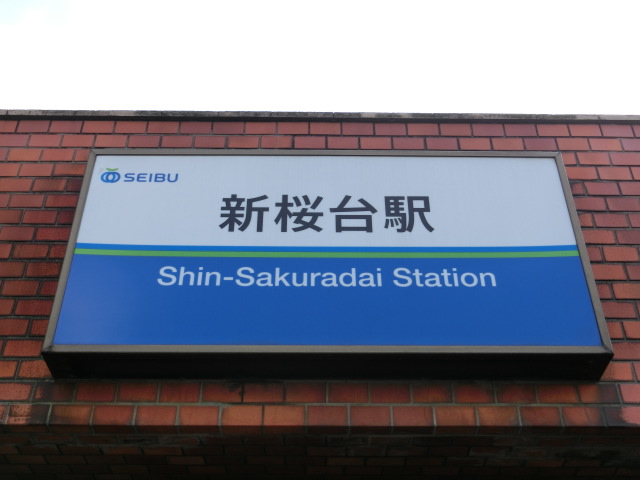 SEIBU
新桜台駅
Shin-Sakuradai Station